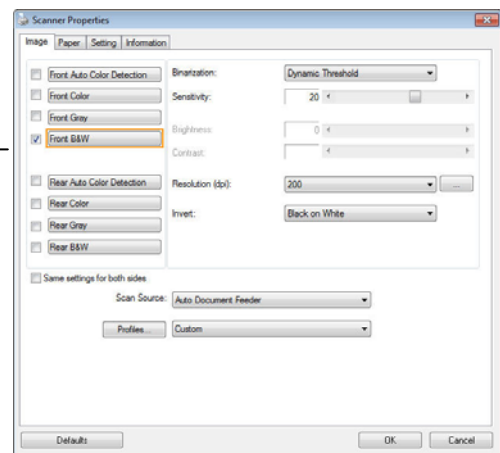 Scanner Properties
Image Paper Setting Information
Front Auto Color Detection
Front Color
Front Gray
Front B&W
Rear Auto Color Detection
Rear Color
Rear Gray
Rear B&W
Binarization: Dynamic Threshold
Sensitivity: 20
Brightness: 0
Contrast:
Resolution (dpi): 200 ...
Invert: Black on White
Same settings for both sides
Scan Source: Auto Document Feeder
Profiles... Custom
Defaults OK Cancel